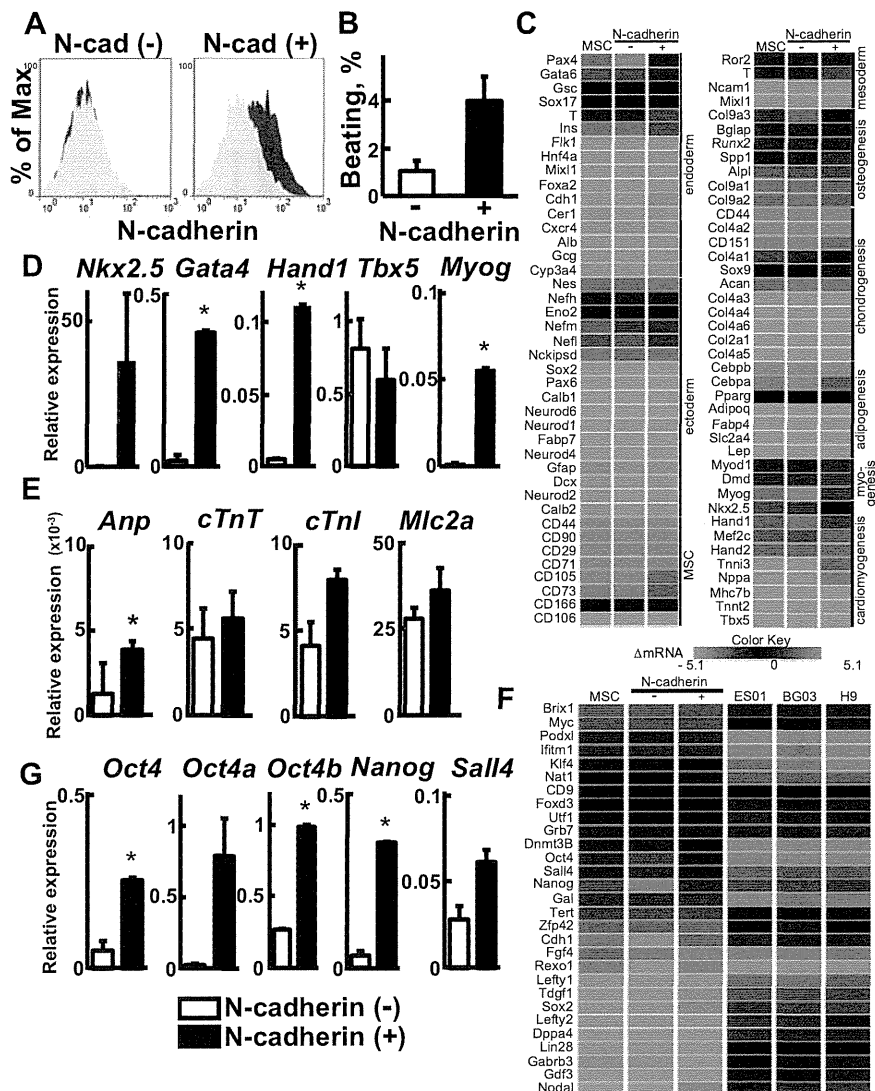 A
N-cad (-)
N-cad (+)
% of Max
100
0
10⁰ 10¹ 10² 10³
100
0
10⁰ 10¹ 10² 10³
N-cadherin
B
Beating, %
4
2
0
- +
N-cadherin
C
N-cadherin
MSC - +
Pax4
Gata6
Gsc
Sox17
T
Ins
Flk1
Hnf4a
Mixl1
Foxa2
Cdh1
Cer1
Cxcr4
Alb
Gcg
Cyp3a4
endoderm
Nes
Nefh
Eno2
Nefm
Nefl
Nckipsd
Sox2
Pax6
Calb1
Neurod6
Neurod1
Fabp7
Neurod4
Gfap
Dcx
Neurod2
Calb2
ectoderm
CD44
CD90
CD29
CD71
CD105
CD73
CD166
CD106
MSC
N-cadherin
MSC - +
Ror2
T
Ncam1
Mixl1
mesoderm
Col9a3
Bglap
Runx2
Spp1
Alpl
Col9a1
Col9a2
osteogenesis
CD44
Col4a2
CD151
Col4a1
Sox9
Acan
Col4a3
Col4a4
Col4a6
Col2a1
Col4a5
chondrogenesis
Cebpb
Cebpa
Pparg
Adipoq
Fabp4
Slc2a4
Lep
adipogenesis
Myod1
Dmd
Myog
myo-
genesis
Nkx2.5
Hand1
Mef2c
Hand2
Tnni3
Nppa
Mhc7b
Tnnt2
Tbx5
cardiomyogenesis
Color Key
ΔmRNA
- 5.1 0 5.1
D
Relative expression
Nkx2.5 Gata4 Hand1 Tbx5 Myog
50
0
0.5
0
*
0.1
0.05
0
*
1
0.5
0
0.1
0.05
0
*
E
Relative expression (x10⁻³)
Anp cTnT cTnI Mlc2a
10
5
0
*
10
5
0
10
5
0
50
25
0
F
N-cadherin
MSC - + ES01 BG03 H9
Brix1
Myc
Podxl
Ifitm1
Klf4
Nat1
CD9
Foxd3
Utf1
Grb7
Dnmt3B
Oct4
Sall4
Nanog
Gal
Tert
Zfp42
Cdh1
Fgf4
Rexo1
Lefty1
Tdgf1
Sox2
Lefty2
Dppa4
Lin28
Gabrb3
Gdf3
Nodal
G
Relative expression
Oct4 Oct4a Oct4b Nanog Sall4
0.5
0
*
1
0.5
0
1
0.5
0
*
0.5
0
*
0.1
0.05
0
N-cadherin (-)
N-cadherin (+)